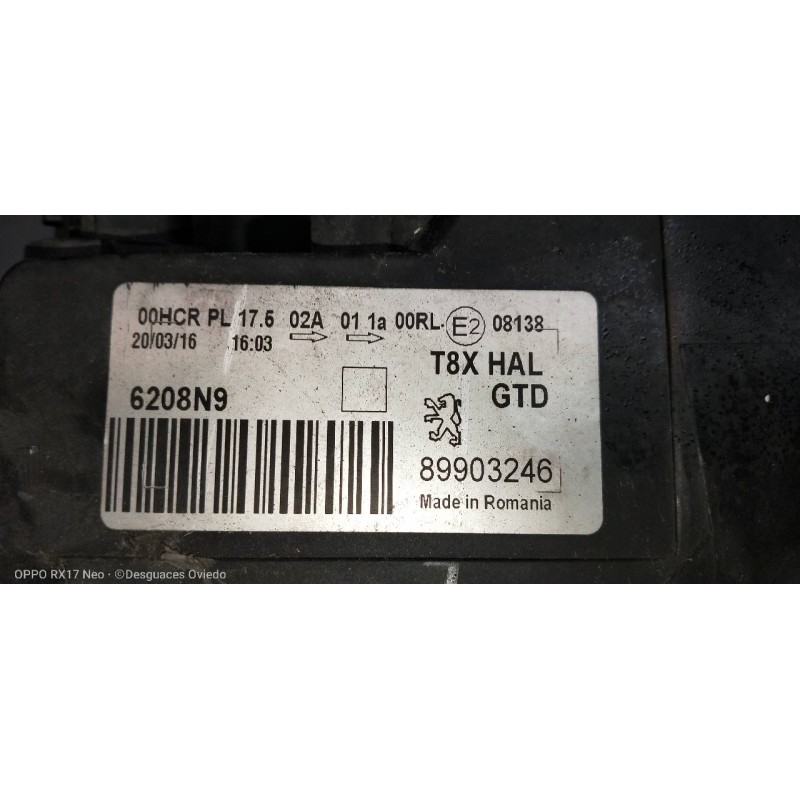 00HCR PL 17.5 02A 01 1a 00RL. E2 08138
20/03/16 16:03
T8X HAL
6208N9 GTD
89903246
Made in Romania
OPPO RX17 Neo · ©Desguaces Oviedo